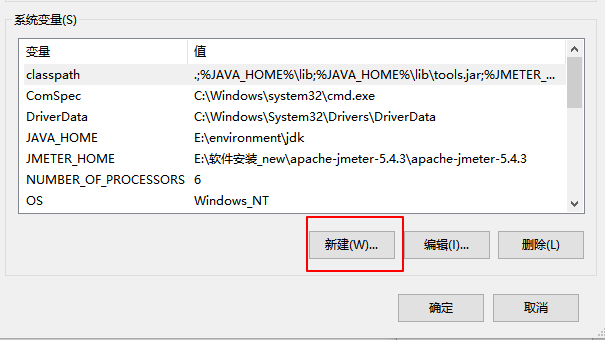 系统变量(S)
变量 值
classpath .;%JAVA_HOME%\lib;%JAVA_HOME%\lib\tools.jar;%JMETER_...
ComSpec C:\Windows\system32\cmd.exe
DriverData C:\Windows\System32\Drivers\DriverData
JAVA_HOME E:\environment\jdk
JMETER_HOME E:\软件安装_new\apache-jmeter-5.4.3\apache-jmeter-5.4.3
NUMBER_OF_PROCESSORS 6
OS Windows_NT
新建(W)... 编辑(I)... 删除(L)
确定 取消